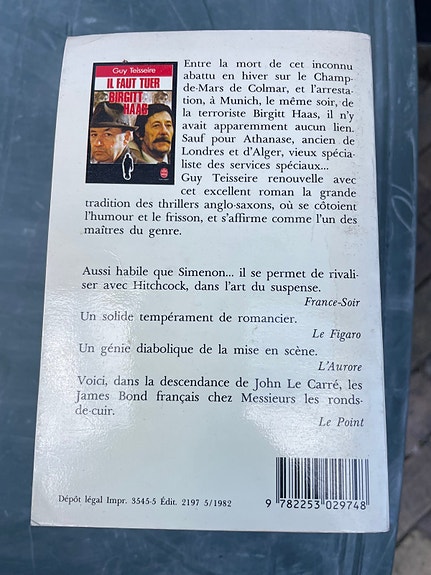 Guy Teisseire
IL FAUT TUER
BIRGITT
HAAS
Entre la mort de cet inconnu
abattu en hiver sur le Champ-
de-Mars de Colmar, et l'arresta-
tion, à Munich, le même soir, de
la terroriste Birgitt Haas, il n'y
avait apparemment aucun lien.
Sauf pour Athanase, ancien de
Londres et d'Alger, vieux spécia-
liste des services spéciaux...
Guy Teisseire renouvelle avec
cet excellent roman la grande
tradition des thrillers anglo-saxons, où se côtoient
l'humour et le frisson, et s'affirme comme l'un des
maîtres du genre.
Aussi habile que Simenon... il se permet de rivali-
ser avec Hitchcock, dans l'art du suspense.
France-Soir
Un solide tempérament de romancier.
Le Figaro
Un génie diabolique de la mise en scène.
L'Aurore
Voici, dans la descendance de John Le Carré, les
James Bond français chez Messieurs les ronds-
de-cuir.
Le Point
Dépôt légal Impr. 3545-5 Édit. 2197 5/1982
9 782253 029748